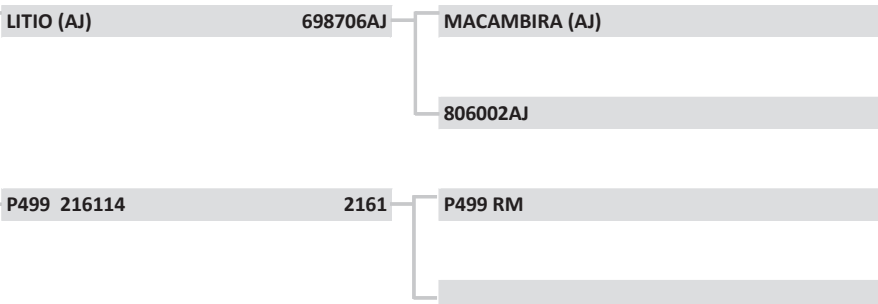 LITIO (AJ) 698706AJ MACAMBIRA (AJ)
806002AJ
P499 216114 2161 P499 RM